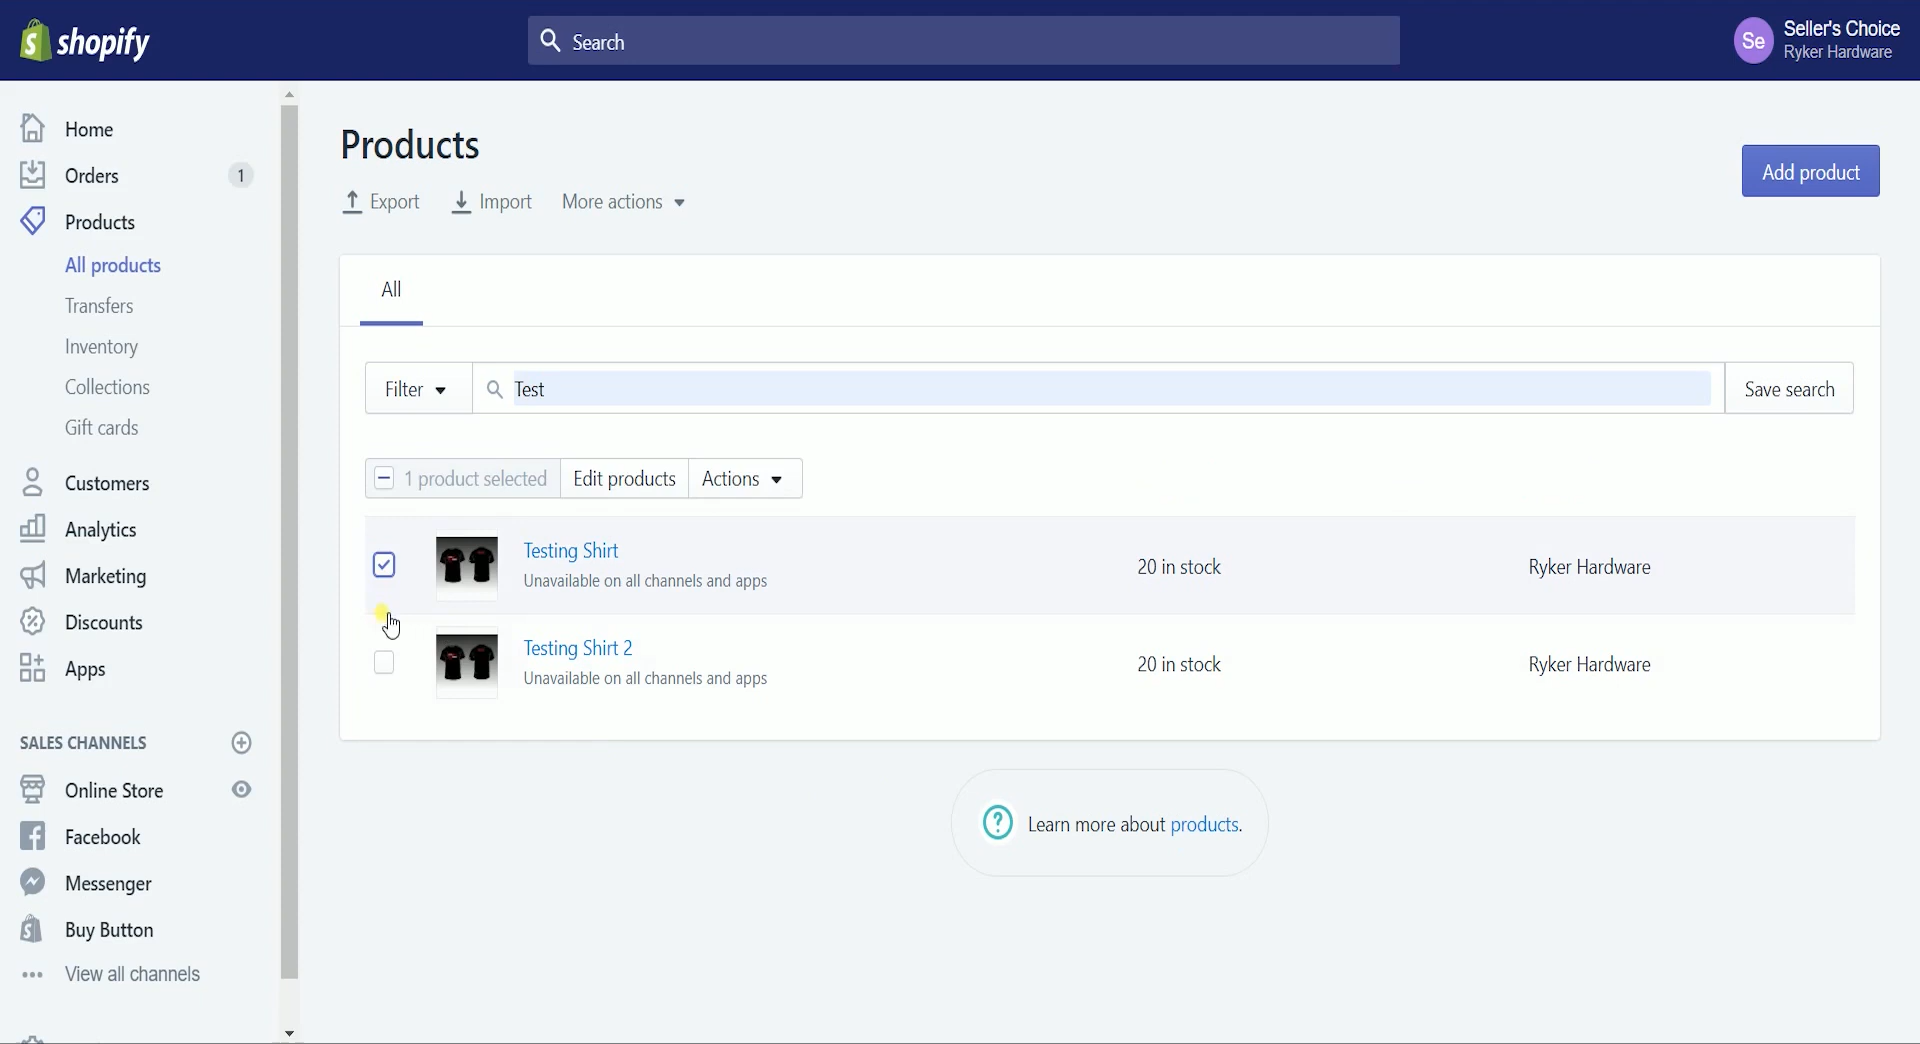 shopify
Search
Se
Seller's Choice
Ryker Hardware
Home
Orders 1
Products
All products
Transfers
Inventory
Collections
Gift cards
Customers
Analytics
Marketing
Discounts
Apps
SALES CHANNELS
Online Store
Facebook
Messenger
Buy Button
View all channels
Products
Export Import More actions
Add product
All
Filter Test Save search
1 product selected Edit products Actions
Testing Shirt
Unavailable on all channels and apps
20 in stock Ryker Hardware
Testing Shirt 2
Unavailable on all channels and apps
20 in stock Ryker Hardware
Learn more about products.